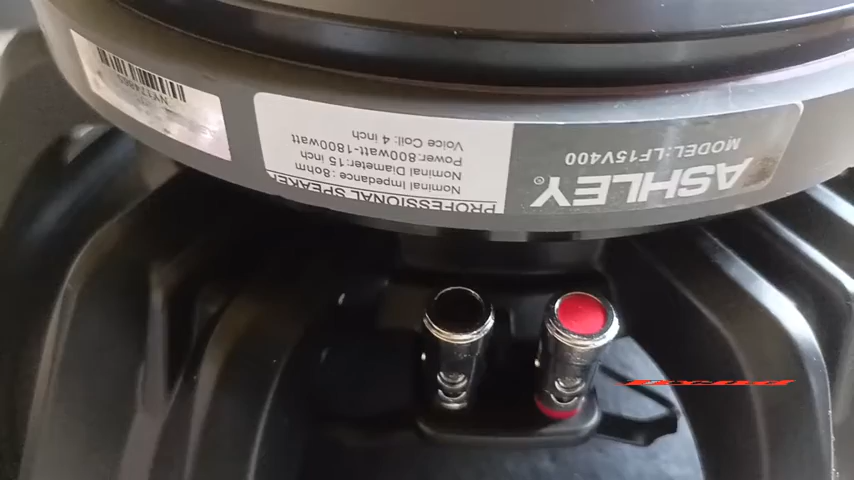 ASHLEY®
MODEL:LF15V400
PROFESSIONAL SPEAKER
Nominal Impedance :8ohm
Nominal Diameter:15 inch
Power:800watt-1800watt
Voice Coil: 4 inch